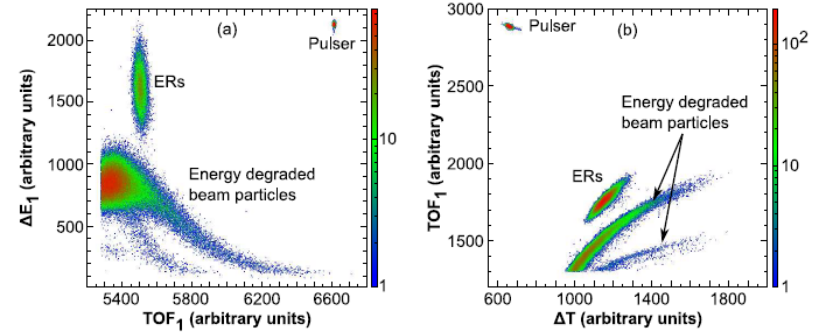 (a)
Pulser
ERs
Energy degraded
beam particles
ΔE1 (arbitrary units)
2000
1500
1000
500
5400 5800 6200 6600
TOF1 (arbitrary units)
10
1
(b)
Pulser
Energy degraded
beam particles
ERs
TOF1 (arbitrary units)
3000
2500
2000
1500
600 1000 1400 1800
ΔT (arbitrary units)
10²
10
1